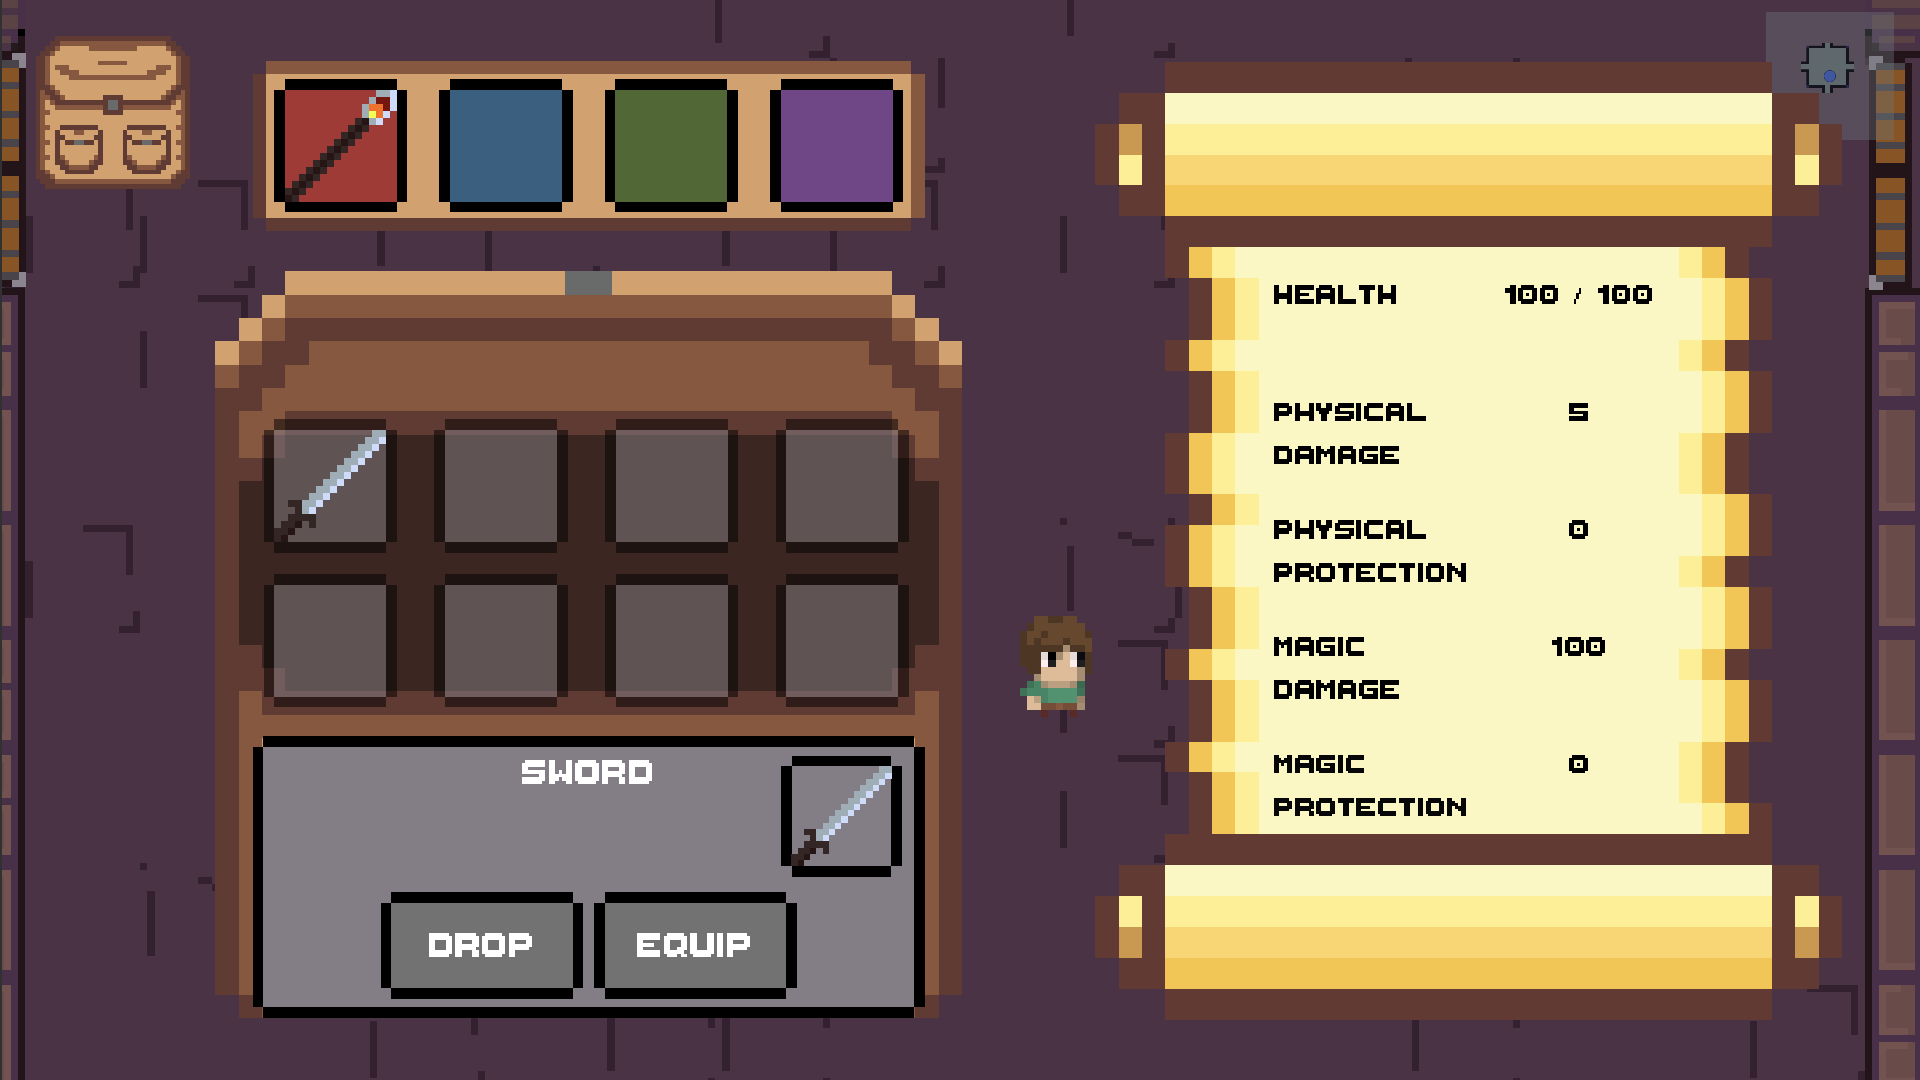 SWORD
DROP EQUIP
HEALTH 100 / 100
PHYSICAL 5
DAMAGE
PHYSICAL 0
PROTECTION
MAGIC 100
DAMAGE
MAGIC 0
PROTECTION